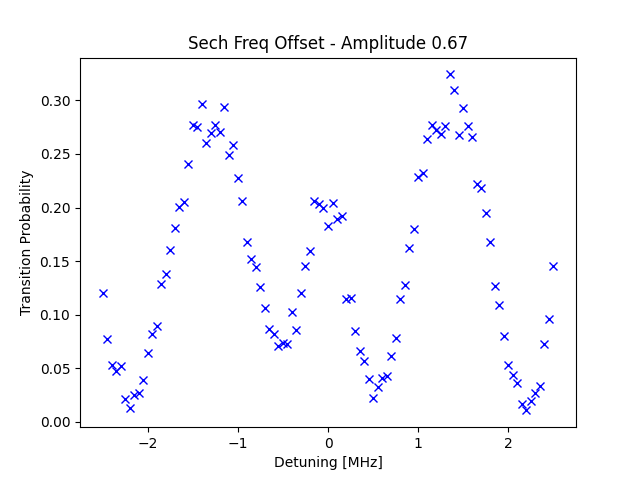 Sech Freq Offset - Amplitude 0.67
Transition Probability
0.30
0.25
0.20
0.15
0.10
0.05
0.00
−2 −1 0 1 2
Detuning [MHz]